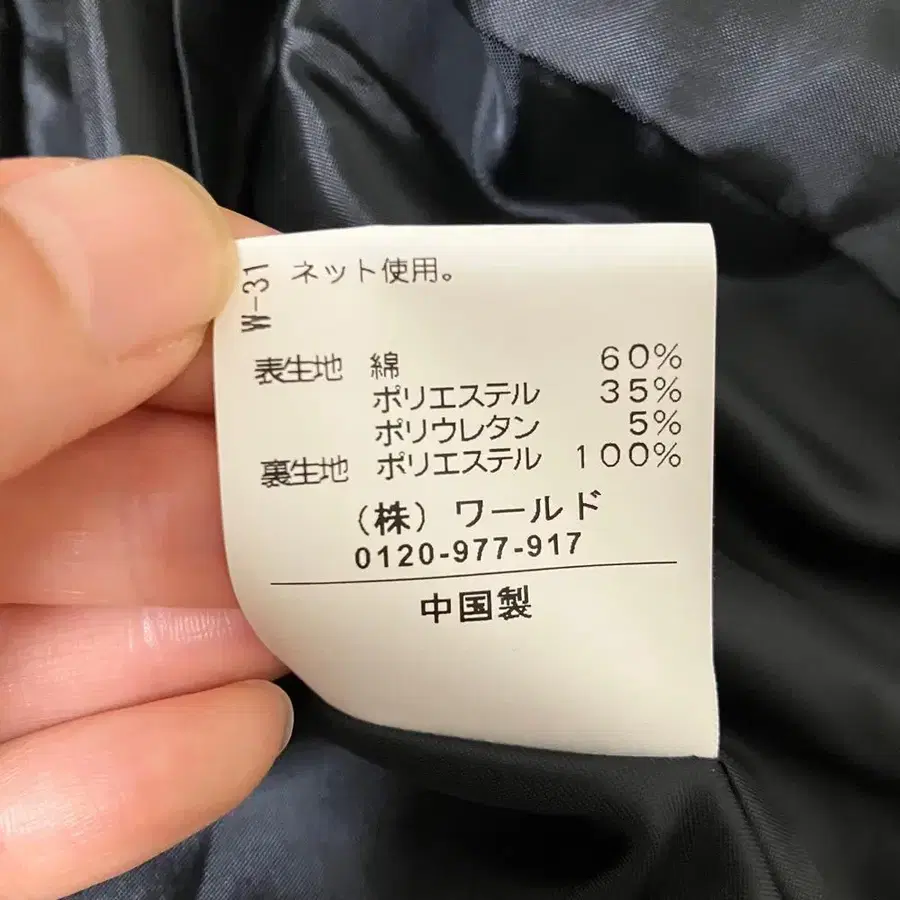 W-31
ネット使用。
表生地 綿 60%
ポリエステル 35%
ポリウレタン 5%
裏生地 ポリエステル 100%
(株)ワールド
0120-977-917
中国製